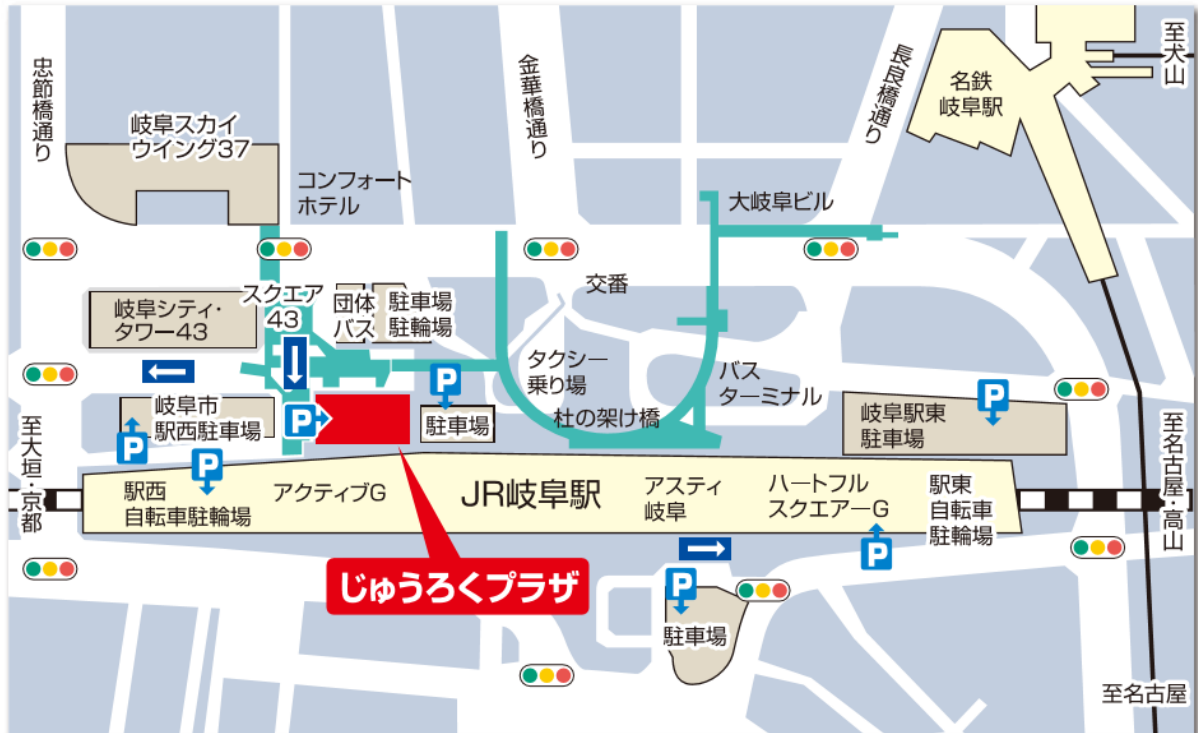 忠節橋通り
金華橋通り
長良橋通り
名鉄
岐阜駅
至犬山
岐阜スカイ
ウイング37
コンフォート
ホテル
大岐阜ビル
交番
スクエア
43
団体
バス
駐車場
駐輪場
岐阜シティ・
タワー43
タクシー
乗り場
バス
ターミナル
P
P
P
岐阜市
駅西駐車場
駐車場
杜の架け橋
岐阜駅東
駐車場
至大垣・京都
P
P
至名古屋・高山
駅西
自転車駐輪場
アクティブG
JR岐阜駅
アスティ
岐阜
ハートフル
スクエアーG
駅東
自転車
駐輪場
P
じゅうろくプラザ
P
駐車場
至名古屋